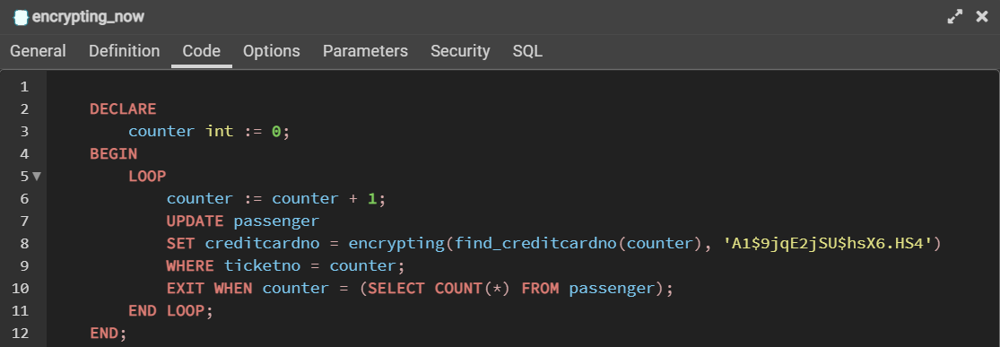 encrypting_now
General Definition Code Options Parameters Security SQL
1
2 DECLARE
3 counter int := 0;
4 BEGIN
5 LOOP
6 counter := counter + 1;
7 UPDATE passenger
8 SET creditcardno = encrypting(find_creditcardno(counter), 'A1$9jqE2jSU$hsX6.HS4')
9 WHERE ticketno = counter;
10 EXIT WHEN counter = (SELECT COUNT(*) FROM passenger);
11 END LOOP;
12 END;